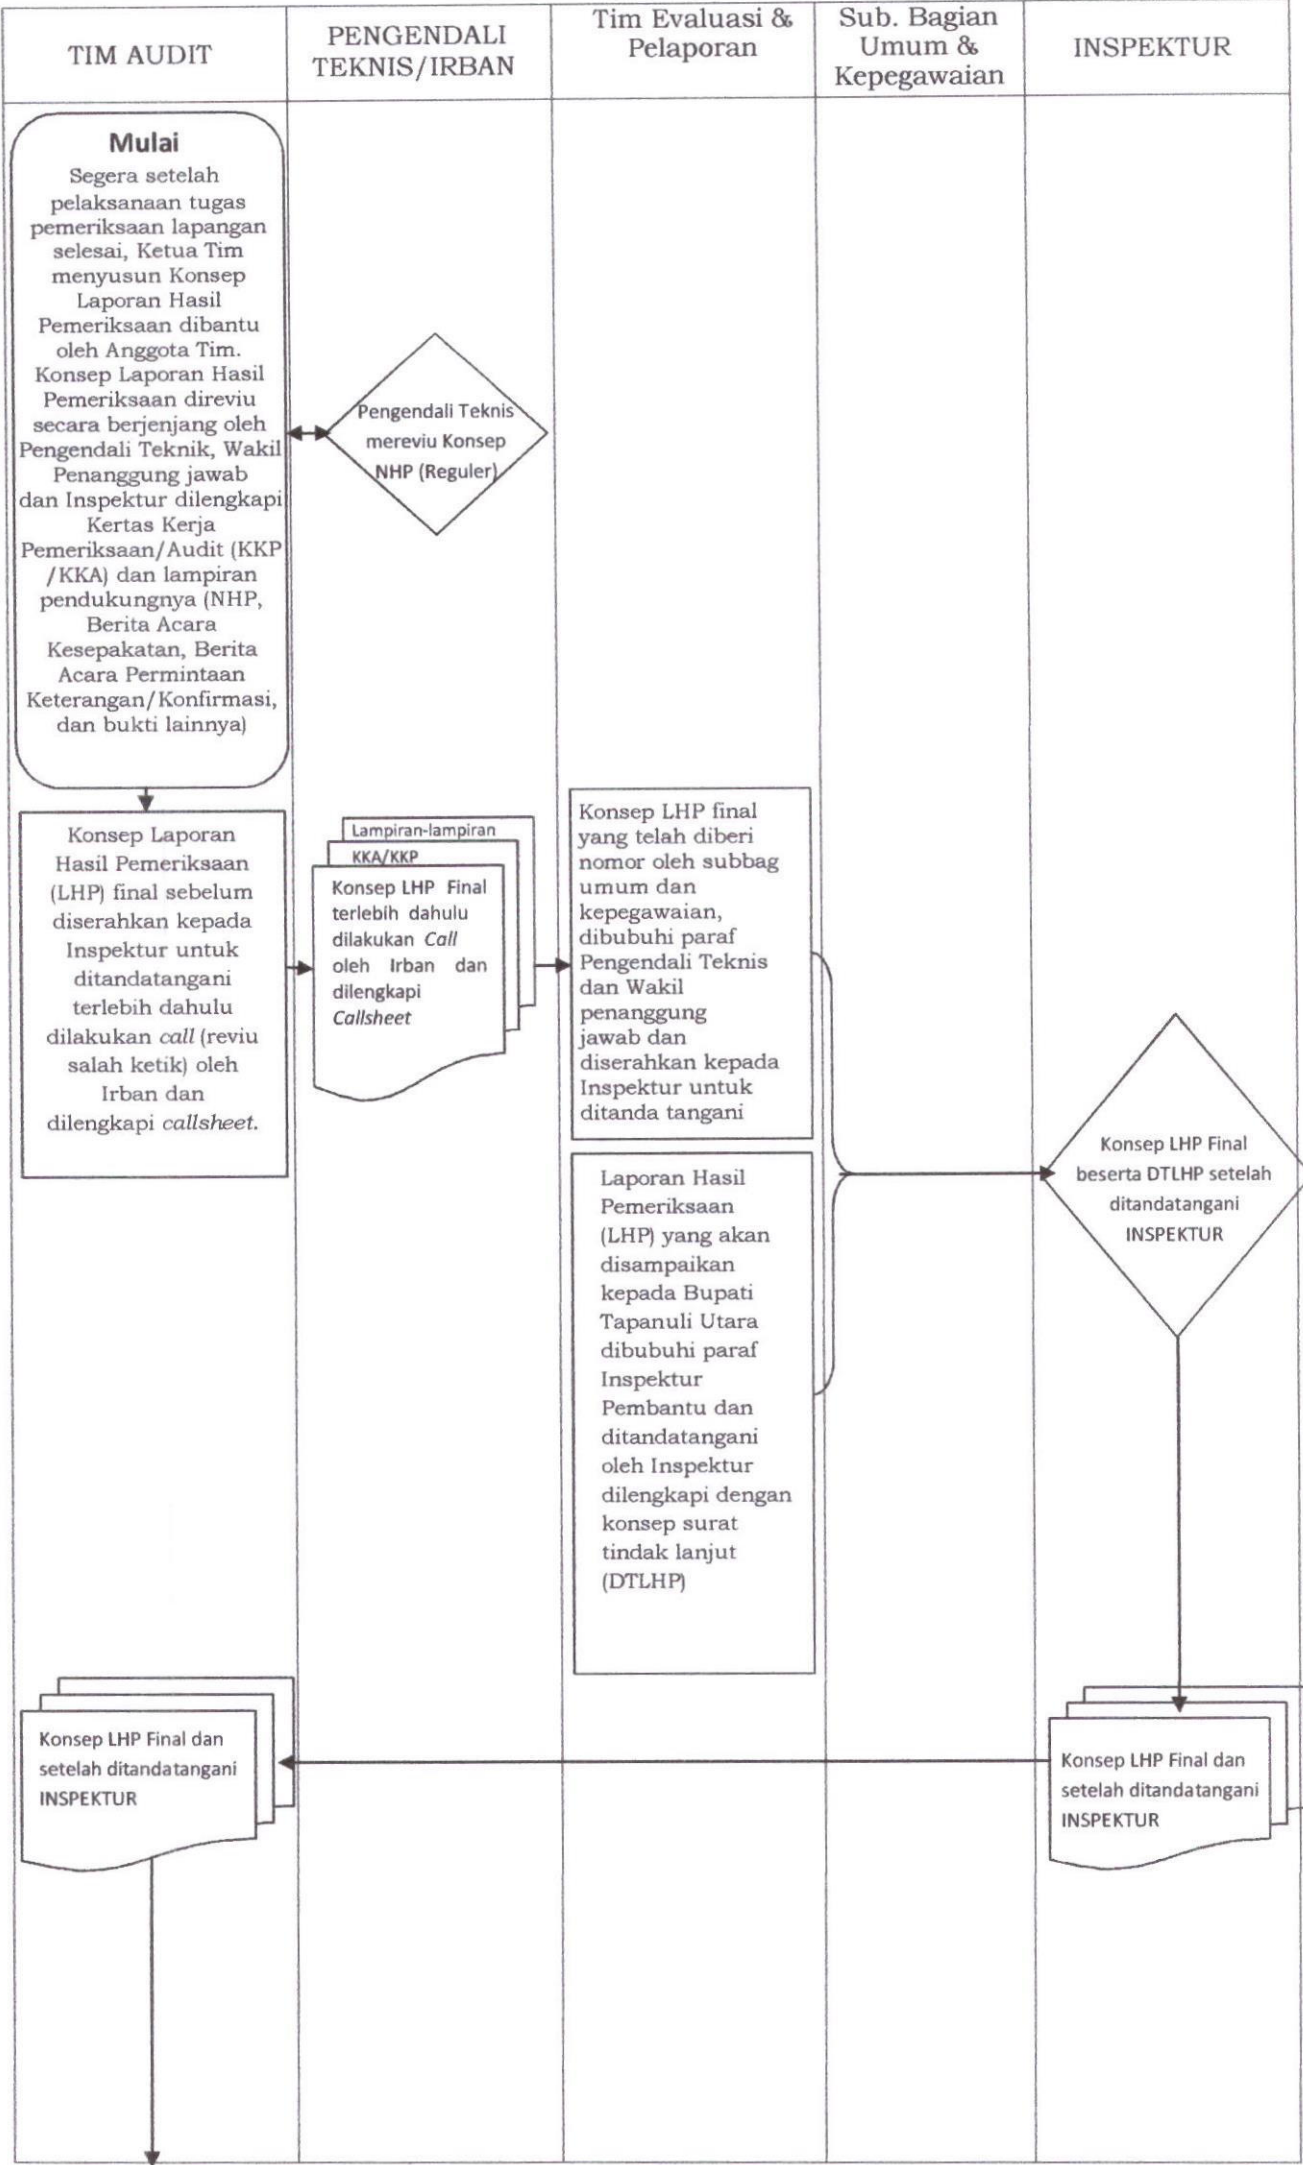 TIM AUDIT
PENGENDALI
TEKNIS/IRBAN
Tim Evaluasi &
Pelaporan
Sub. Bagian
Umum &
Kepegawaian
INSPEKTUR
Mulai
Segera setelah
pelaksanaan tugas
pemeriksaan lapangan
selesai, Ketua Tim
menyusun Konsep
Laporan Hasil
Pemeriksaan dibantu
oleh Anggota Tim.
Konsep Laporan Hasil
Pemeriksaan direviu
secara berjenjang oleh
Pengendali Teknik, Wakil
Penanggung jawab
dan Inspektur dilengkapi
Kertas Kerja
Pemeriksaan/Audit (KKP
/KKA) dan lampiran
pendukungnya (NHP,
Berita Acara
Kesepakatan, Berita
Acara Permintaan
Keterangan/Konfirmasi,
dan bukti lainnya)
Pengendali Teknis
mereviu Konsep
NHP (Reguler)
Konsep Laporan
Hasil Pemeriksaan
(LHP) final sebelum
diserahkan kepada
Inspektur untuk
ditandatangani
terlebih dahulu
dilakukan call (reviu
salah ketik) oleh
Irban dan
dilengkapi callsheet.
Lampiran-lampiran
KKA/KKP
Konsep LHP Final
terlebih dahulu
dilakukan Call
oleh Irban dan
dilengkapi
Callsheet
Konsep LHP final
yang telah diberi
nomor oleh subbag
umum dan
kepegawaian,
dibubuhi paraf
Pengendali Teknis
dan Wakil
penanggung
jawab dan
diserahkan kepada
Inspektur untuk
ditanda tangani
Laporan Hasil
Pemeriksaan
(LHP) yang akan
disampaikan
kepada Bupati
Tapanuli Utara
dibubuhi paraf
Inspektur
Pembantu dan
ditandatangani
oleh Inspektur
dilengkapi dengan
konsep surat
tindak lanjut
(DTLHP)
Konsep LHP Final
beserta DTLHP setelah
ditandatangani
INSPEKTUR
Konsep LHP Final dan
setelah ditandatangani
INSPEKTUR
Konsep LHP Final dan
setelah ditandatangani
INSPEKTUR